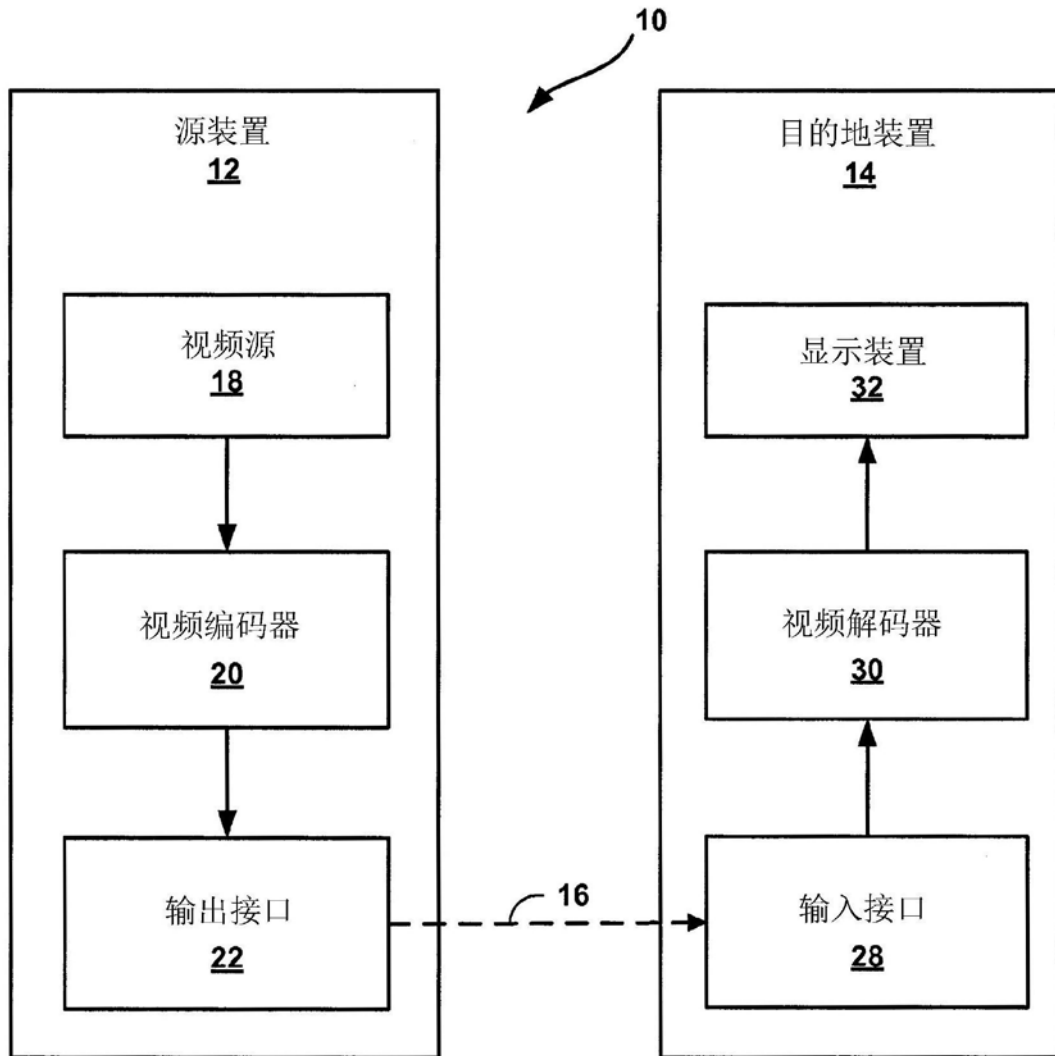 10
源装置
12
视频源
18
视频编码器
20
输出接口
22
16
目的地装置
14
显示装置
32
视频解码器
30
输入接口
28